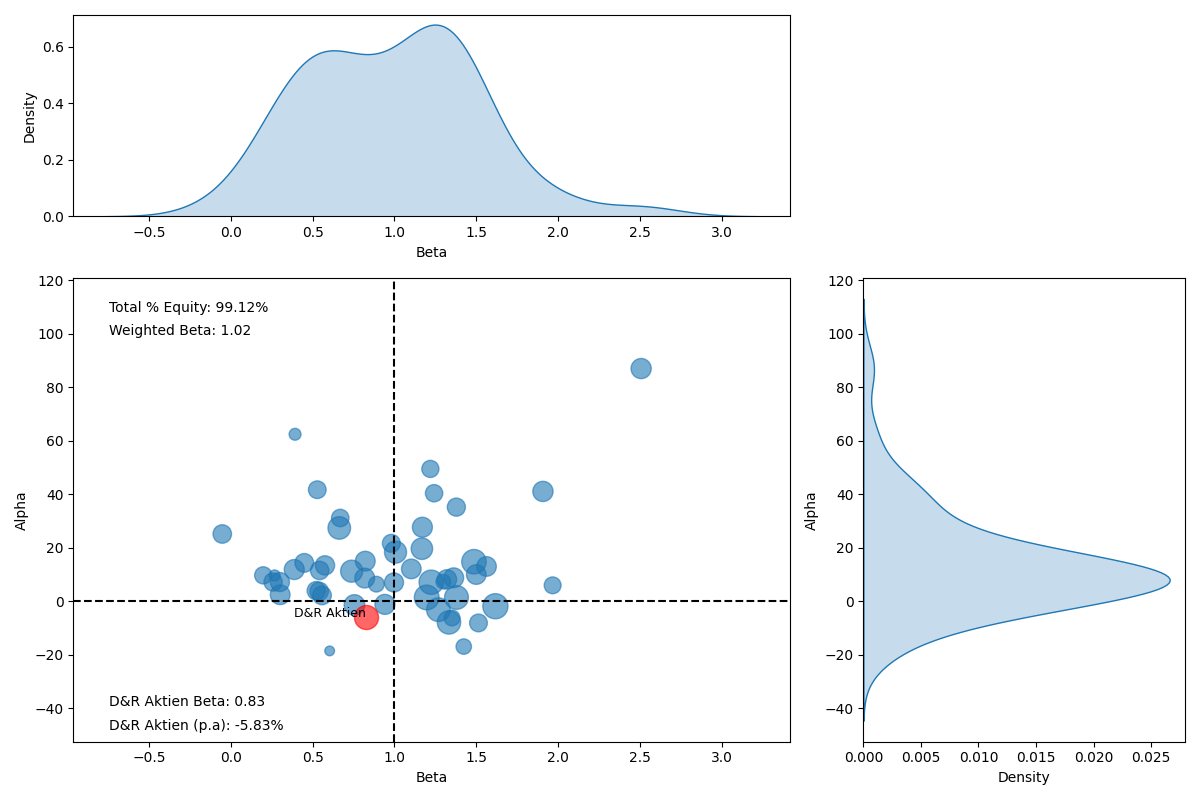 0.6
0.4
0.2
0.0
Density
−0.5 0.0 0.5 1.0 1.5 2.0 2.5 3.0
Beta
120
100
80
60
40
20
0
−20
−40
Alpha
Total % Equity: 99.12%
Weighted Beta: 1.02
D&R Aktien
D&R Aktien Beta: 0.83
D&R Aktien (p.a): -5.83%
−0.5 0.0 0.5 1.0 1.5 2.0 2.5 3.0
Beta
120
100
80
60
40
20
0
−20
−40
Alpha
0.000 0.005 0.010 0.015 0.020 0.025
Density